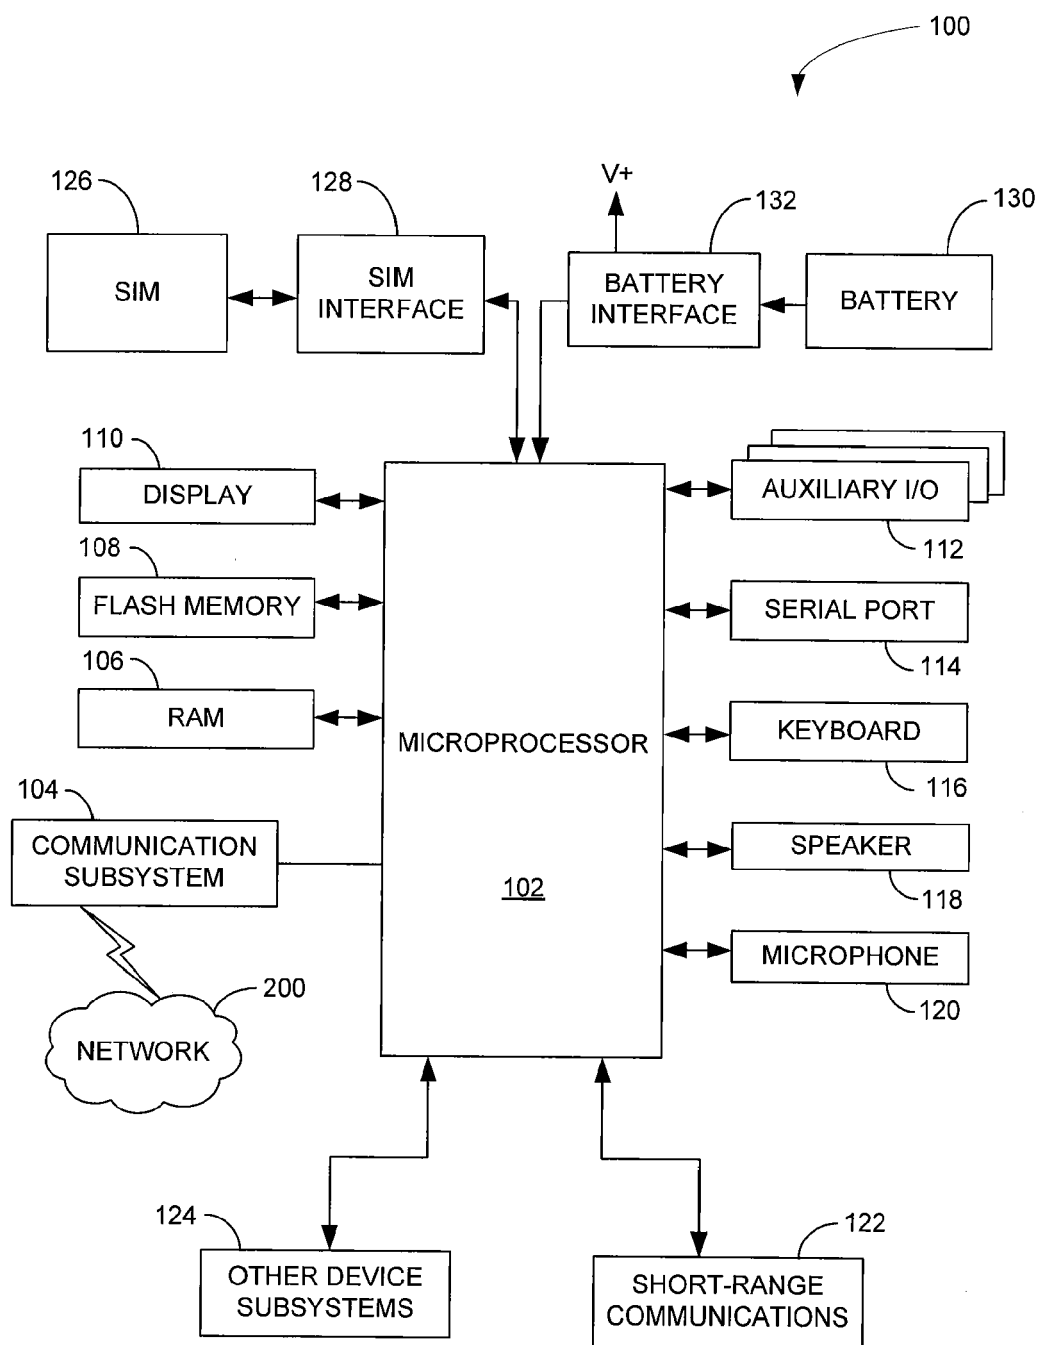 100
V+
126
128
132
130
SIM
SIM
INTERFACE
BATTERY
INTERFACE
BATTERY
110
DISPLAY
AUXILIARY I/O
112
108
FLASH MEMORY
SERIAL PORT
114
106
RAM
MICROPROCESSOR
102
KEYBOARD
116
104
COMMUNICATION
SUBSYSTEM
SPEAKER
118
MICROPHONE
120
200
NETWORK
124
OTHER DEVICE
SUBSYSTEMS
122
SHORT-RANGE
COMMUNICATIONS